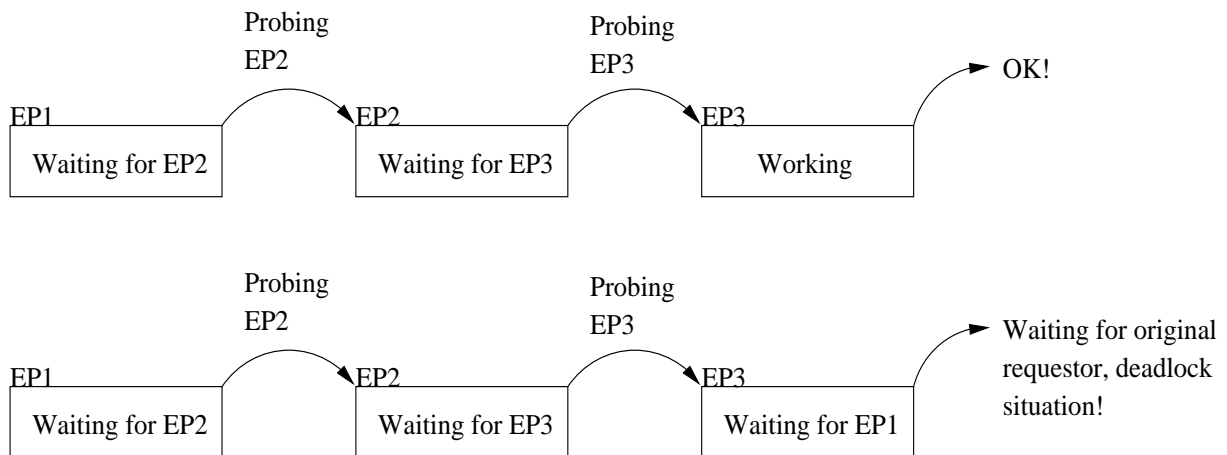 Probing
EP2
Probing
EP3
OK!
EP1
EP2
EP3
Waiting for EP2
Waiting for EP3
Working
Probing
EP2
Probing
EP3
Waiting for original
requestor, deadlock
situation!
EP1
EP2
EP3
Waiting for EP2
Waiting for EP3
Waiting for EP1